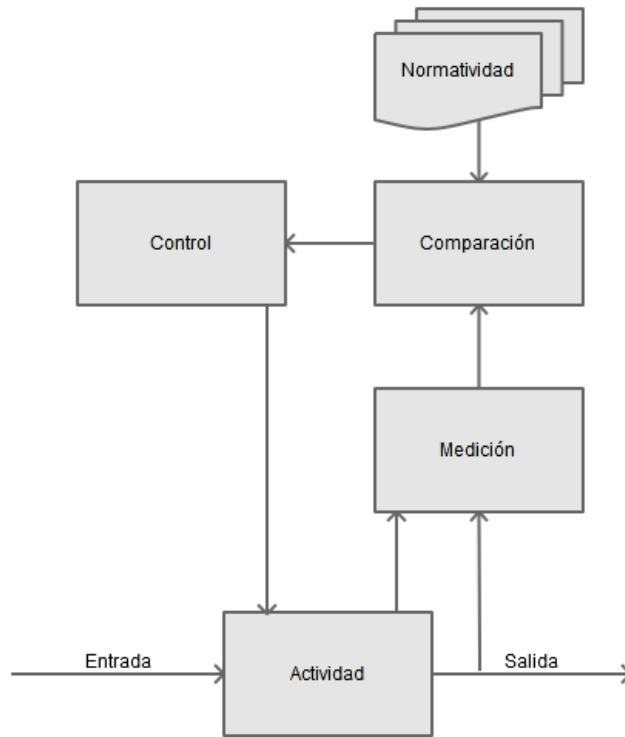 Normatividad
Control
Comparación
Medición
Entrada
Actividad
Salida